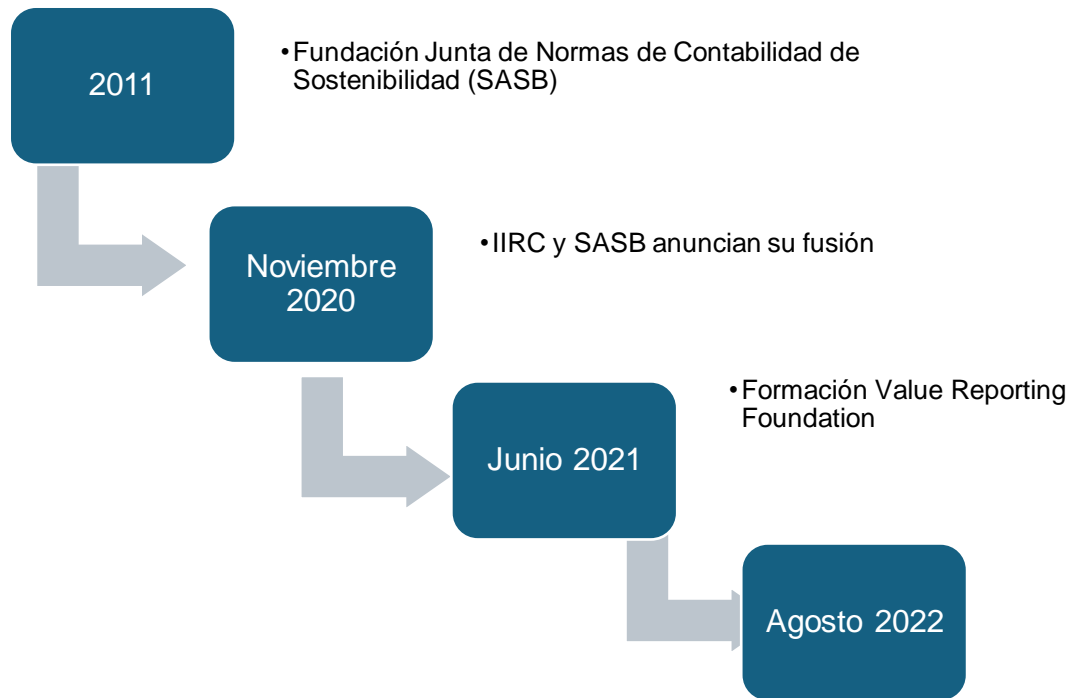 2011
•Fundación Junta de Normas de Contabilidad de
Sostenibilidad (SASB)
Noviembre
2020
•IIRC y SASB anuncian su fusión
Junio 2021
•Formación Value Reporting
Foundation
Agosto 2022